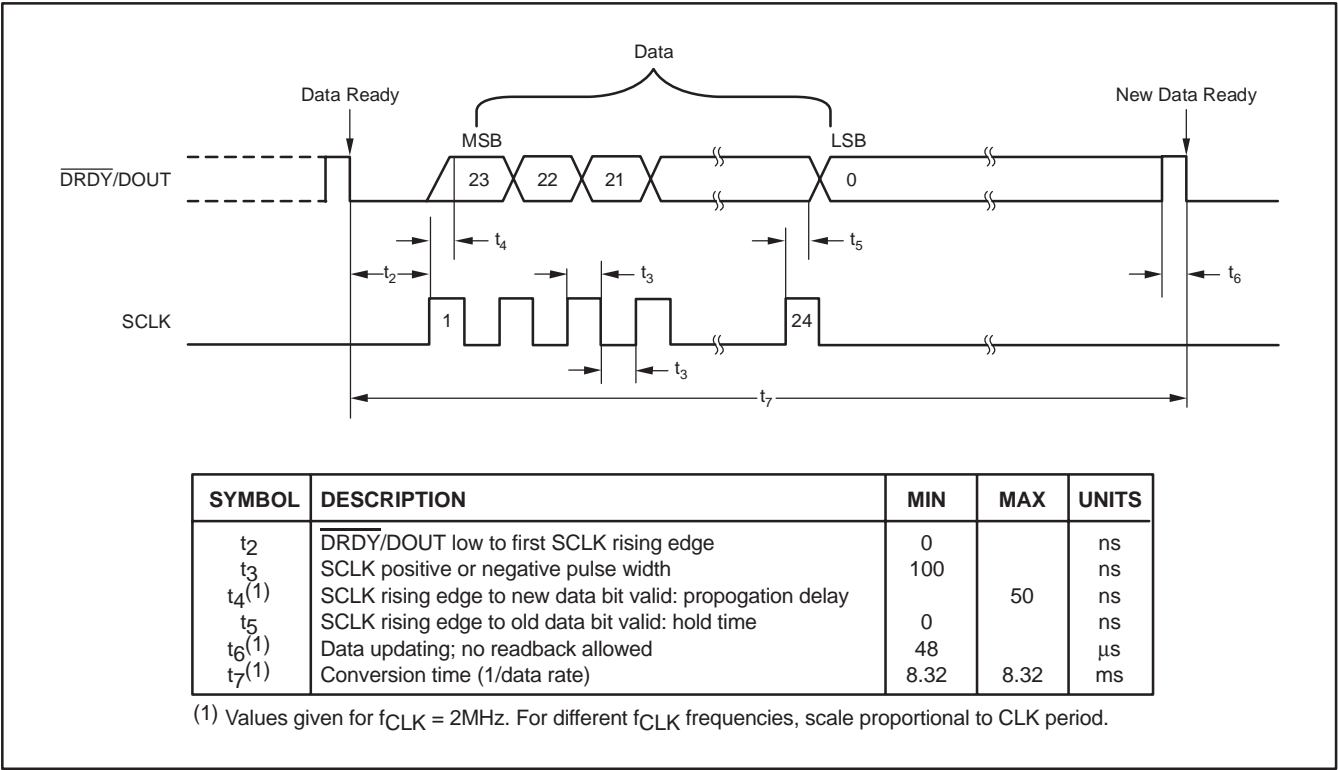 Data
Data Ready
New Data Ready
MSB
LSB
DRDY/DOUT
23
22
21
0
t4
t5
t2
t3
t6
SCLK
1
24
t3
t7
SYMBOL DESCRIPTION MIN MAX UNITS
t2 DRDY/DOUT low to first SCLK rising edge 0 ns
t3 SCLK positive or negative pulse width 100 ns
t4(1) SCLK rising edge to new data bit valid: propogation delay 50 ns
t5 SCLK rising edge to old data bit valid: hold time 0 ns
t6(1) Data updating; no readback allowed 48 μs
t7(1) Conversion time (1/data rate) 8.32 8.32 ms
(1) Values given for fCLK = 2MHz. For different fCLK frequencies, scale proportional to CLK period.